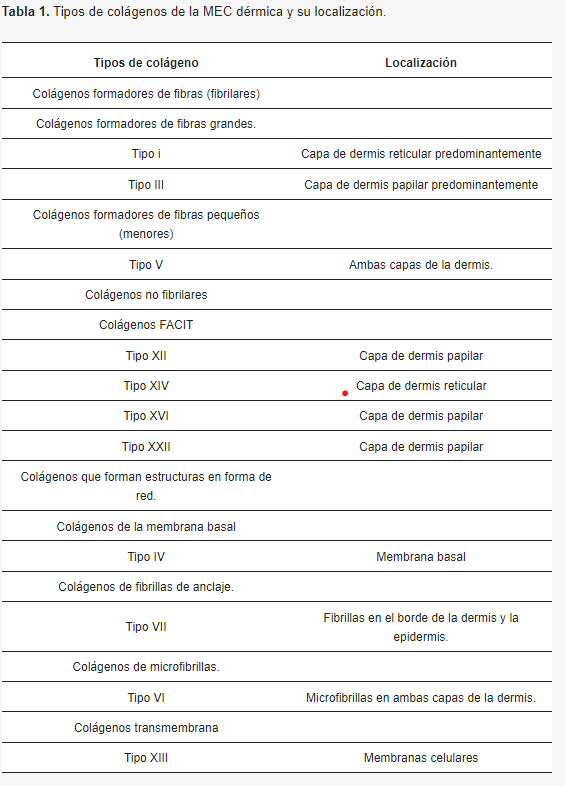 Tabla 1. Tipos de colágenos de la MEC dérmica y su localización.
Tipos de colágeno Localización
Colágenos formadores de fibras (fibrilares)
Colágenos formadores de fibras grandes.
Tipo i Capa de dermis reticular predominantemente
Tipo III Capa de dermis papilar predominantemente
Colágenos formadores de fibras pequeños
(menores)
Tipo V Ambas capas de la dermis.
Colágenos no fibrilares
Colágenos FACIT
Tipo XII Capa de dermis papilar
Tipo XIV Capa de dermis reticular
Tipo XVI Capa de dermis papilar
Tipo XXII Capa de dermis papilar
Colágenos que forman estructuras en forma de
red.
Colágenos de la membrana basal
Tipo IV Membrana basal
Colágenos de fibrillas de anclaje.
Tipo VII Fibrillas en el borde de la dermis y la
epidermis.
Colágenos de microfibrillas.
Tipo VI Microfibrillas en ambas capas de la dermis.
Colágenos transmembrana
Tipo XIII Membranas celulares